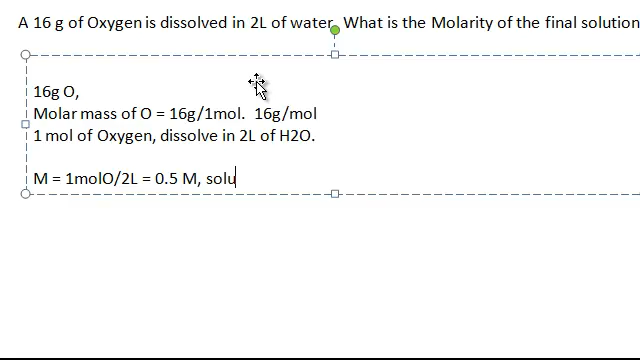 A 16 g of Oxygen is dissolved in 2L of water. What is the Molarity of the final solution
16g O,
Molar mass of O = 16g/1mol.  16g/mol
1 mol of Oxygen, dissolve in 2L of H2O.
M = 1molO/2L = 0.5 M, solu